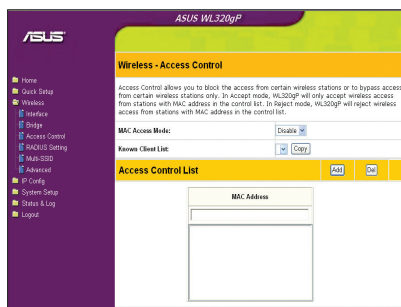 ASUS WL320gP
ASUS
Home
Quick Setup
Wireless
Interface
Bridge
Access Control
RADIUS Setting
Multi-SSID
Advanced
IP Config
System Setup
Status & Log
Logout
Wireless - Access Control
Access Control allows you to block the access from certain wireless stations or to bypass access
from certain wireless stations only. In Accept mode, WL320gP will only accept wireless access
from stations with MAC address in the control list. In Reject mode, WL320gP will reject wireless
access from stations with MAC address in the control list.
MAC Access Mode: Disable
Known Client List: Copy
Access Control List Add Del
MAC Address